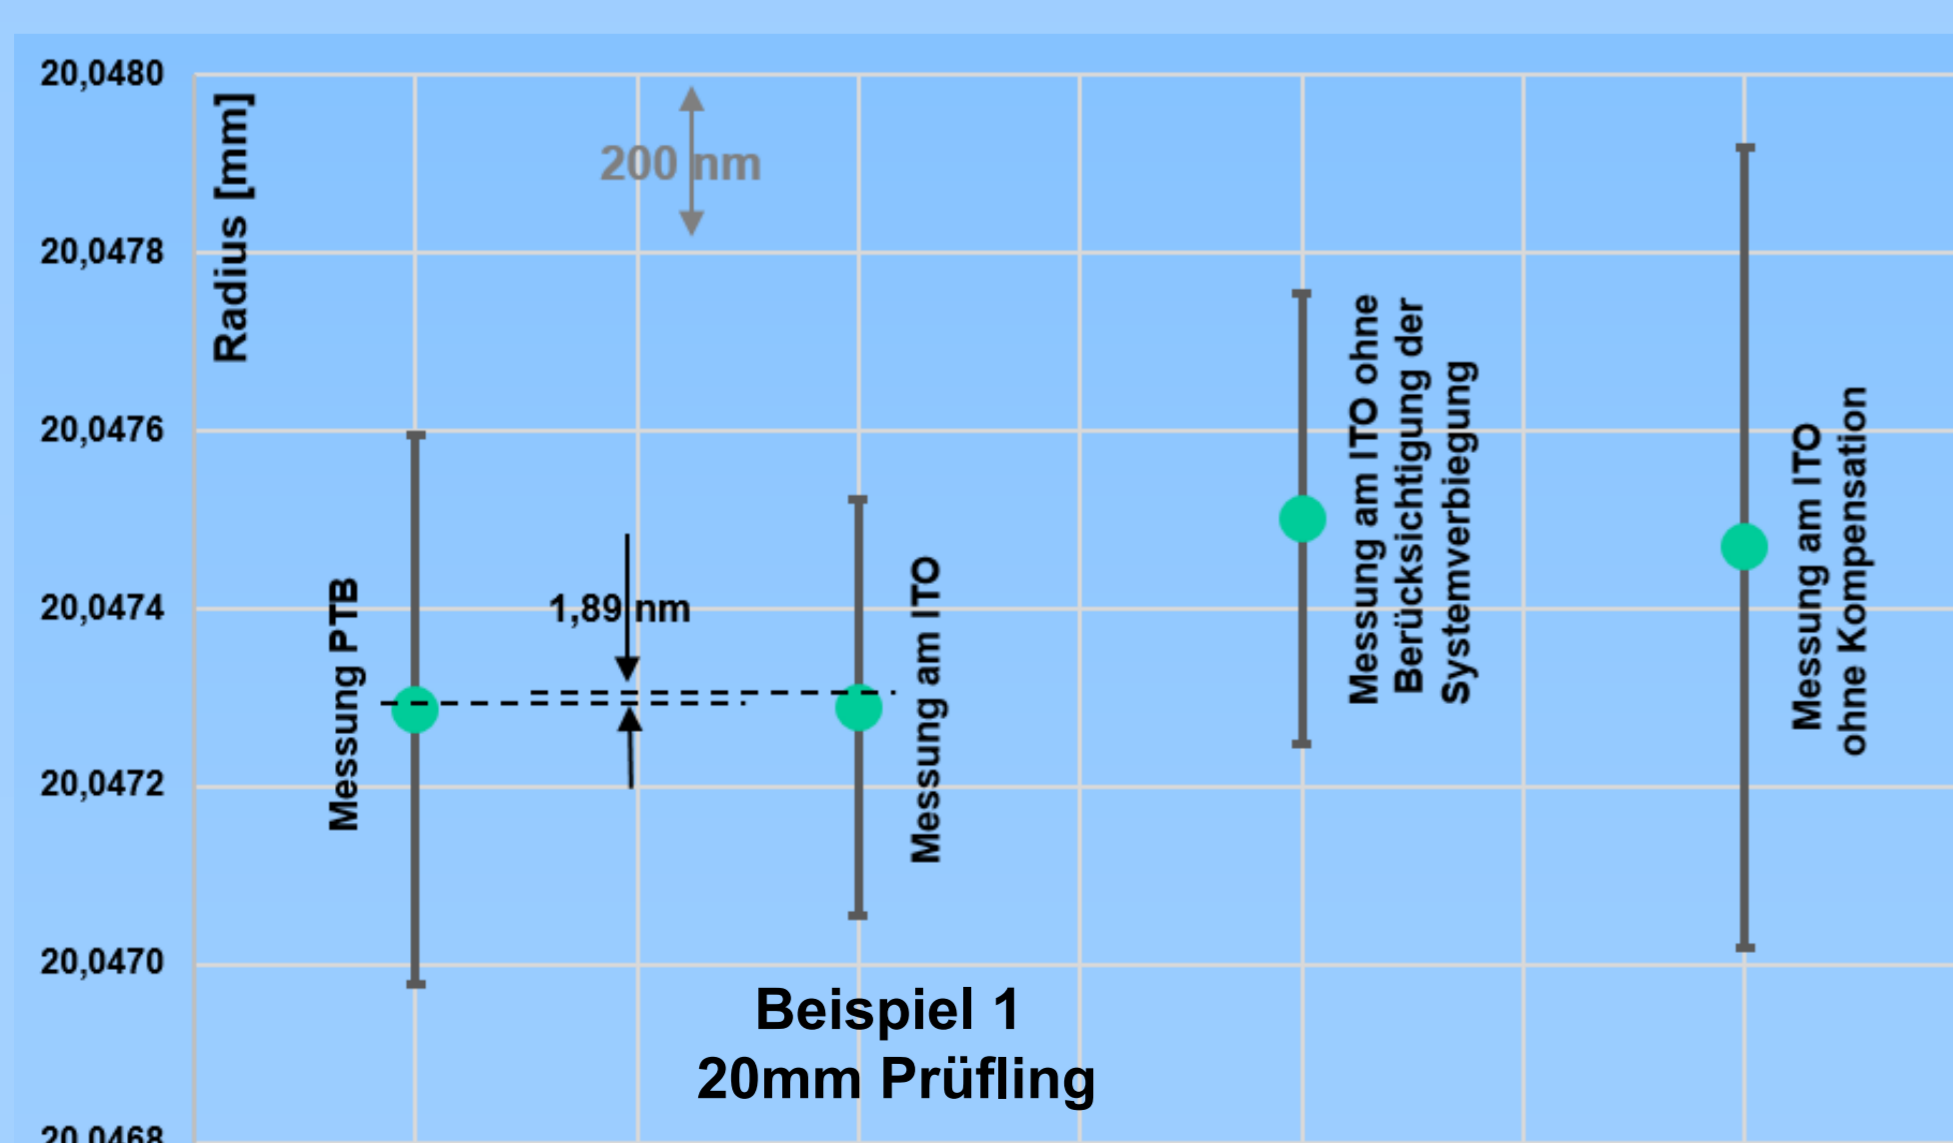 20,0480
20,0478
20,0476
20,0474
20,0472
20,0470
20,0468
Radius [mm]
200 nm
1,89 nm
Messung PTB
Messung am ITO
Messung am ITO ohne
Berücksichtigung der
Systemverbiegung
Messung am ITO
ohne Kompensation
Beispiel 1
20mm Prüfling